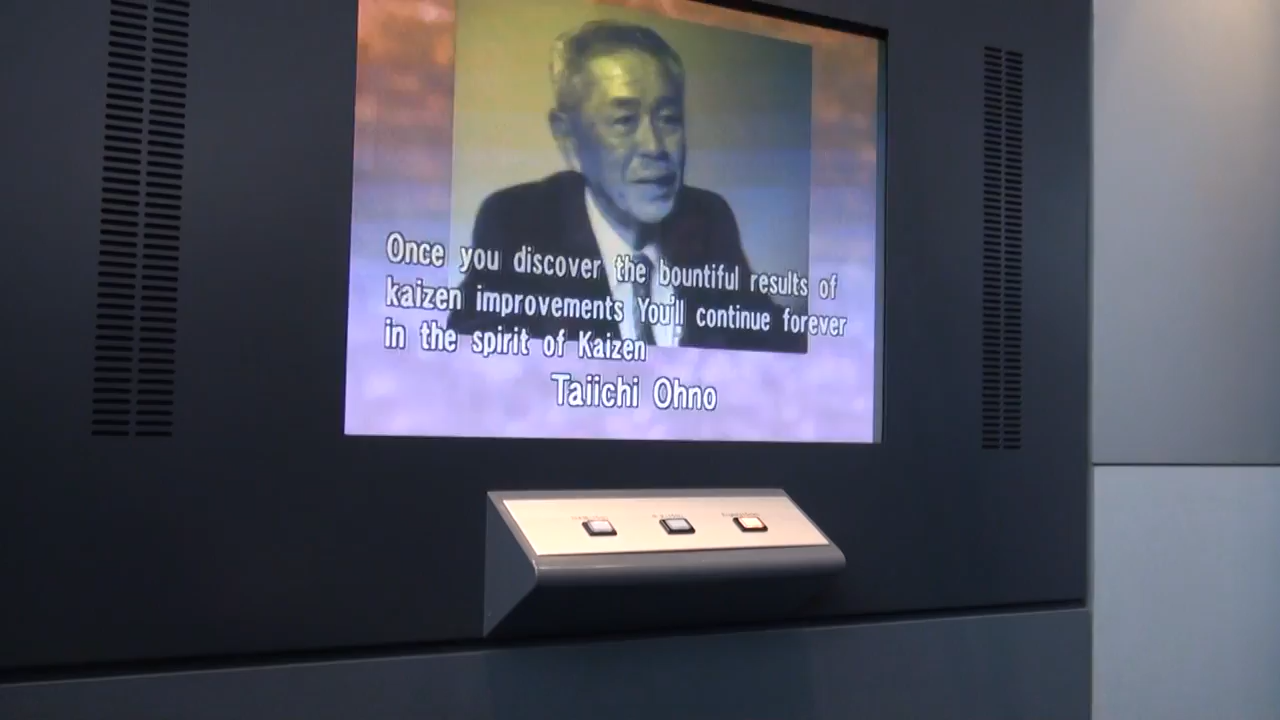 Once you discover the bountiful results of
kaizen improvements You'll continue forever
in the spirit of Kaizen
Taiichi Ohno